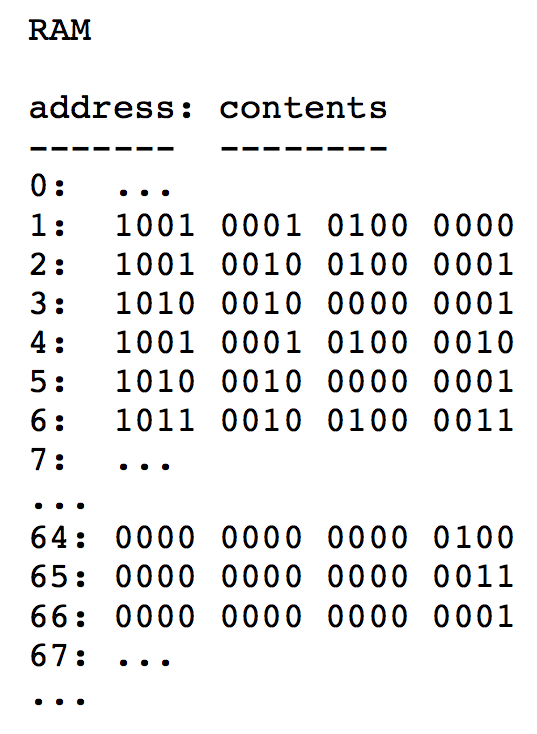 RAM
address: contents
------- --------
0: ...
1: 1001 0001 0100 0000
2: 1001 0010 0100 0001
3: 1010 0010 0000 0001
4: 1001 0001 0100 0010
5: 1010 0010 0000 0001
6: 1011 0010 0100 0011
7: ...
...
64: 0000 0000 0000 0100
65: 0000 0000 0000 0011
66: 0000 0000 0000 0001
67: ...
...